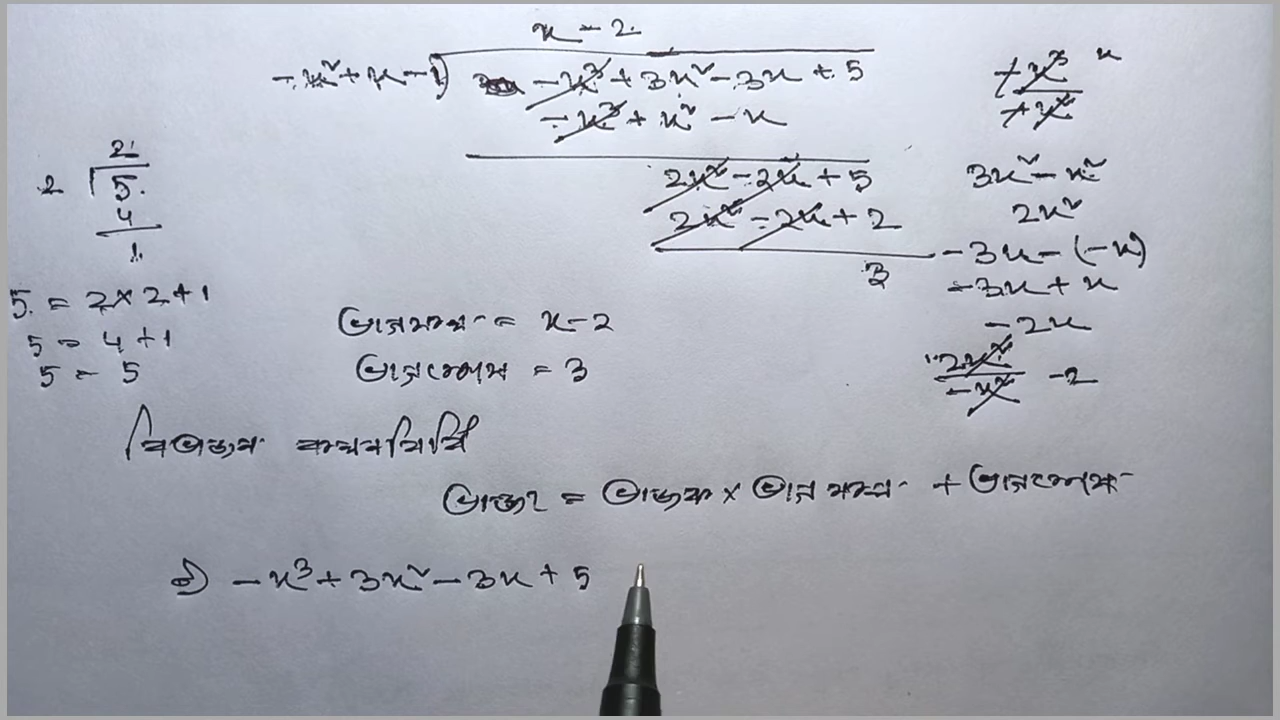 x - 2
-x² + x - 1) -x³ + 3x² - 3x + 5
-x³ + x² - x
2x² - 2x + 5
2x² - 2x + 2
3
+x³ x
+x²
3x² - x²
2x²
-3x - (-x)
-3x + x
-2x
2x²
-x² -2
2
2 5
4
1
5 = 2 × 2 + 1
5 = 4 + 1
5 = 5
ভাগফল = x - 2
ভাগশেষ = 3
বিভাজন কলনবিধি
ভাজ্য = ভাজক × ভাগফল + ভাগশেষ
⇒) -x³ + 3x² - 3x + 5